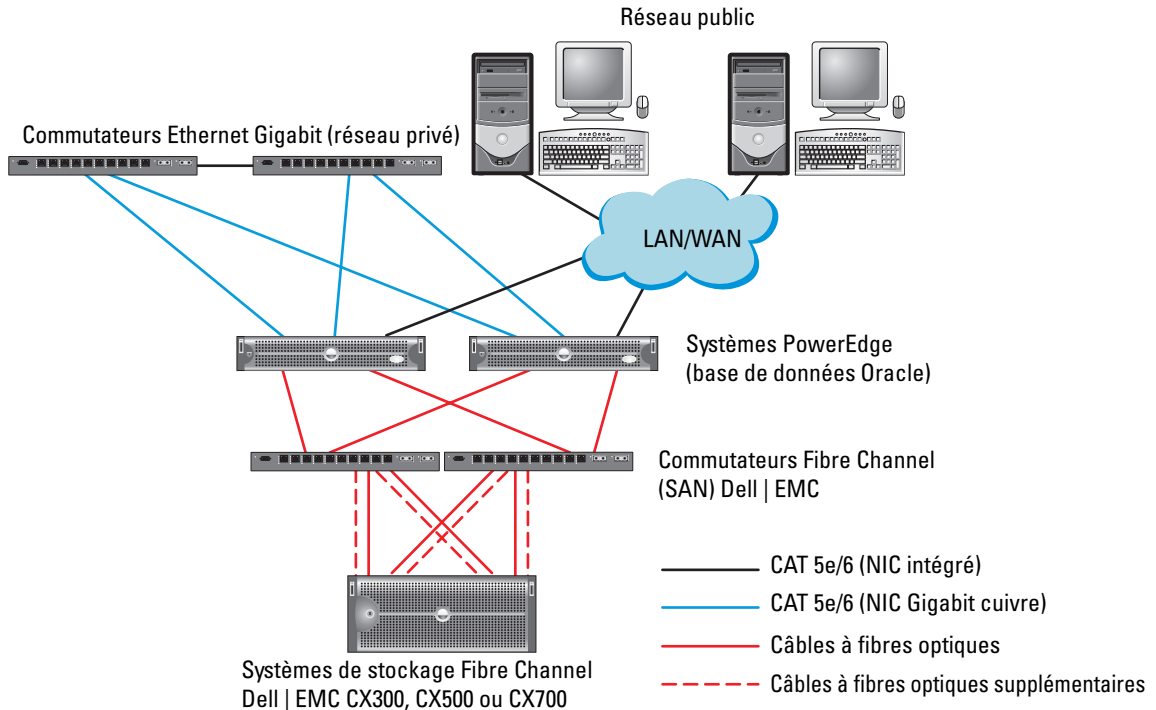 Réseau public
Commutateurs Ethernet Gigabit (réseau privé)
LAN/WAN
Systèmes PowerEdge
(base de données Oracle)
Commutateurs Fibre Channel
(SAN) Dell | EMC
CAT 5e/6 (NIC intégré)
CAT 5e/6 (NIC Gigabit cuivre)
Câbles à fibres optiques
Câbles à fibres optiques supplémentaires
Systèmes de stockage Fibre Channel
Dell | EMC CX300, CX500 ou CX700